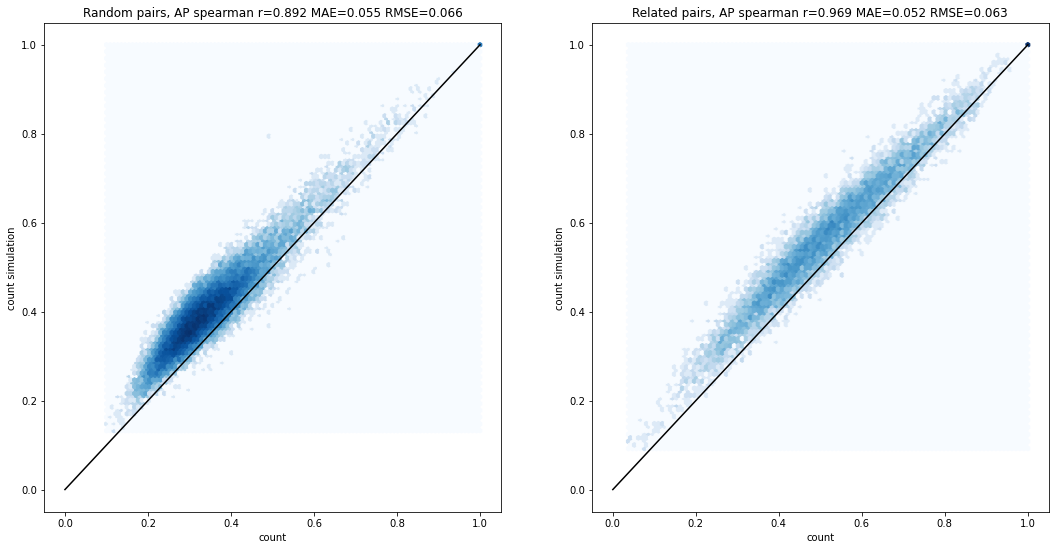 Random pairs, AP spearman r=0.892 MAE=0.055 RMSE=0.066
1.0
0.8
0.6
0.4
0.2
0.0
count simulation
0.0 0.2 0.4 0.6 0.8 1.0
count
Related pairs, AP spearman r=0.969 MAE=0.052 RMSE=0.063
1.0
0.8
0.6
0.4
0.2
0.0
count simulation
0.0 0.2 0.4 0.6 0.8 1.0
count